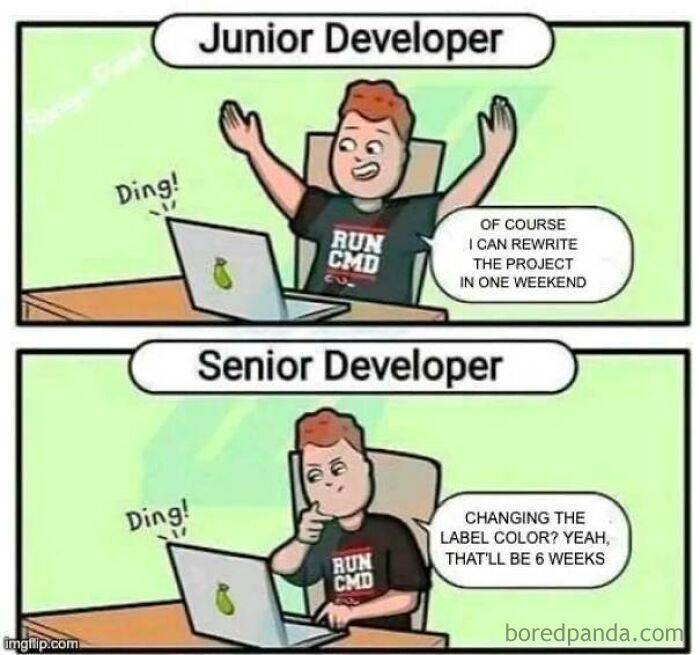 Junior Developer
Ding!
RUN
CMD
OF COURSE
I CAN REWRITE
THE PROJECT
IN ONE WEEKEND
Senior Developer
Ding!
RUN
CMD
CHANGING THE
LABEL COLOR? YEAH,
THAT'LL BE 6 WEEKS
boredpanda.com
imgflip.com